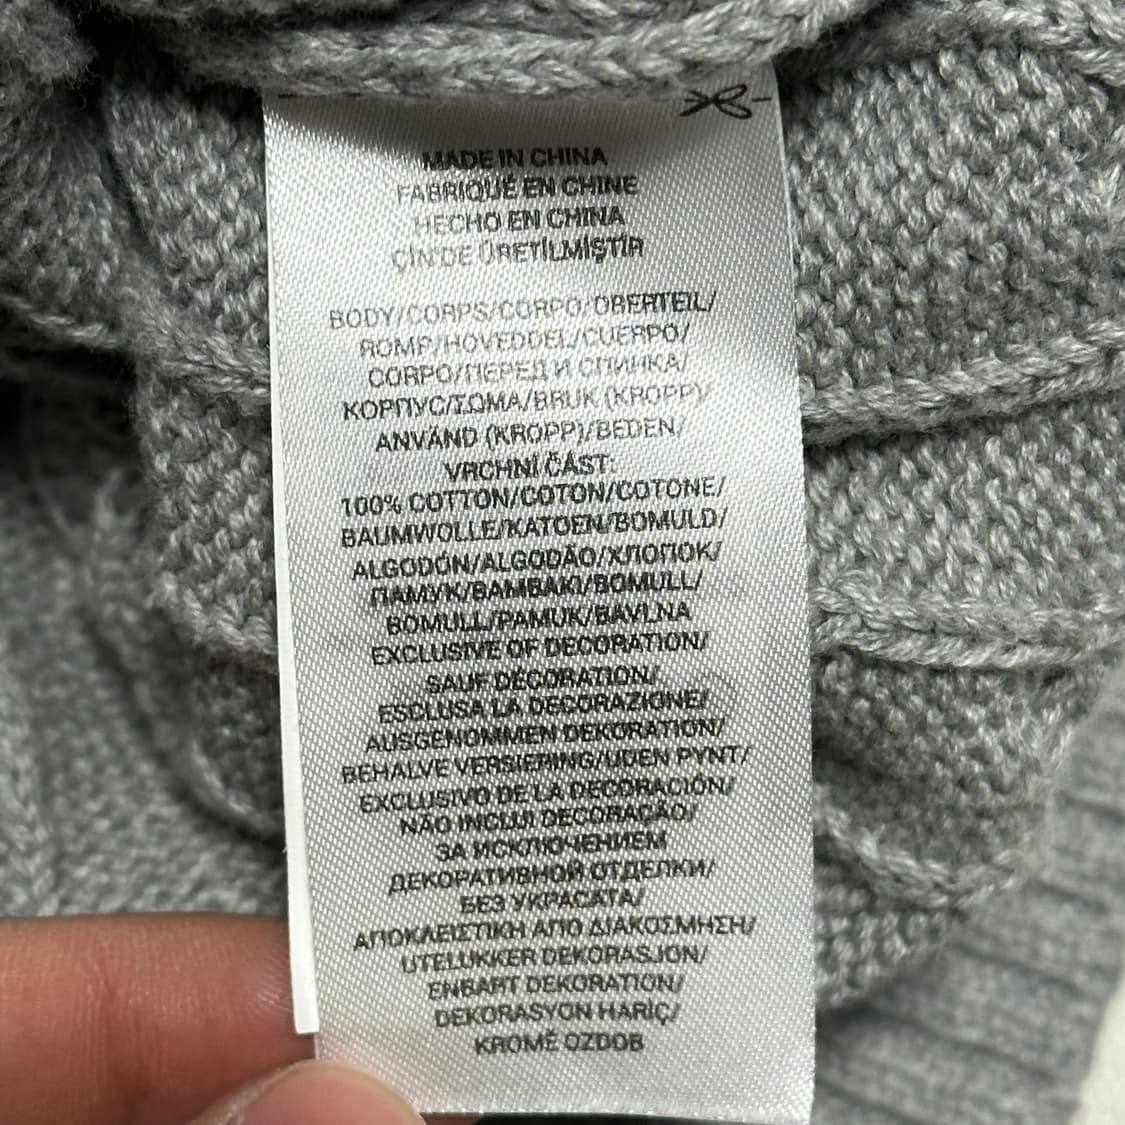 MADE IN CHINA
FABRIQUÉ EN CHINE
HECHO EN CHINA
ÇİN'DE ÜRETİLMİŞTİR
BODY/CORPS/CORPO/OBERTEIL/
ROMP/HOVEDDEL/CUERPO/
CORPO/ПЕРЕД И СПИНКА/
КОРПУС/ΣΩΜΑ/BRUK (KROPP)/
ANVÄND (KROPP)/BEDEN/
VRCHNÍ ČÁST:
100% COTTON/COTON/COTONE/
BAUMWOLLE/KATOEN/BOMULD/
ALGODÓN/ALGODÃO/ХЛОПОК/
ПАМУК/ΒΑΜΒΑΚΙ/BOMULL/
BOMULL/PAMUK/BAVLNA
EXCLUSIVE OF DECORATION/
SAUF DÉCORATION/
ESCLUSA LA DECORAZIONE/
AUSGENOMMEN DEKORATION/
BEHALVE VERSIERING/UDEN PYNT/
EXCLUSIVO DE LA DECORACIÓN/
NÃO INCLUI DECORAÇÃO/
ЗА ИСКЛЮЧЕНИЕМ
ДЕКОРАТИВНОЙ ОТДЕЛКИ/
БЕЗ УКРАСАТА/
ΑΠΟΚΛΕΙΣΤΙΚΗ ΑΠΟ ΔΙΑΚΟΣΜΗΣΗ/
UTELUKKER DEKORASJON/
ENBART DEKORATION/
DEKORASYON HARİÇ/
KROMĚ OZDOB